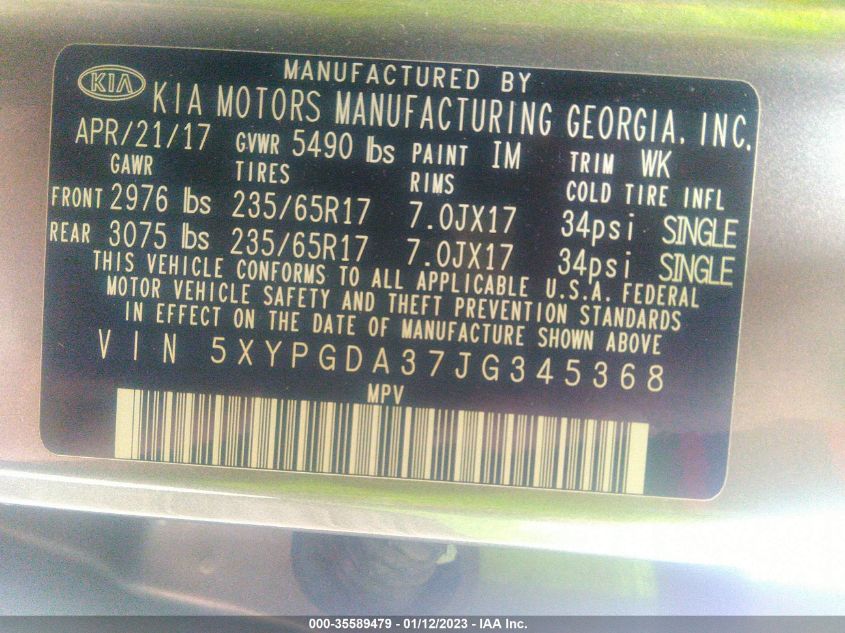 MANUFACTURED BY
KIA KIA MOTORS MANUFACTURING GEORGIA, INC.
APR/21/17 GVWR 5490 lbs PAINT IM TRIM WK
GAWR TIRES RIMS COLD TIRE INFL
FRONT 2976 lbs 235/65R17 7.0JX17 34psi SINGLE
REAR 3075 lbs 235/65R17 7.0JX17 34psi SINGLE
THIS VEHICLE CONFORMS TO ALL APPLICABLE U.S.A. FEDERAL
MOTOR VEHICLE SAFETY AND THEFT PREVENTION STANDARDS
IN EFFECT ON THE DATE OF MANUFACTURE SHOWN ABOVE
VIN 5XYPGDA37JG345368
MPV
000-35589479 - 01/12/2023 - IAA Inc.